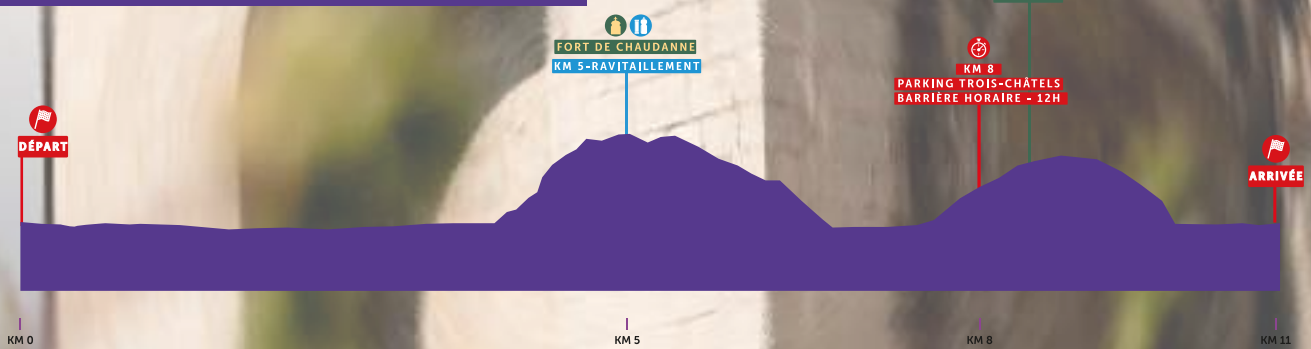 FORT DE CHAUDANNE
KM 5-RAVITAILLEMENT
KM 8
PARKING TROIS-CHÂTELS
BARRIÈRE HORAIRE - 12H
DÉPART
ARRIVÉE
KM 0
KM 5
KM 8
KM 11